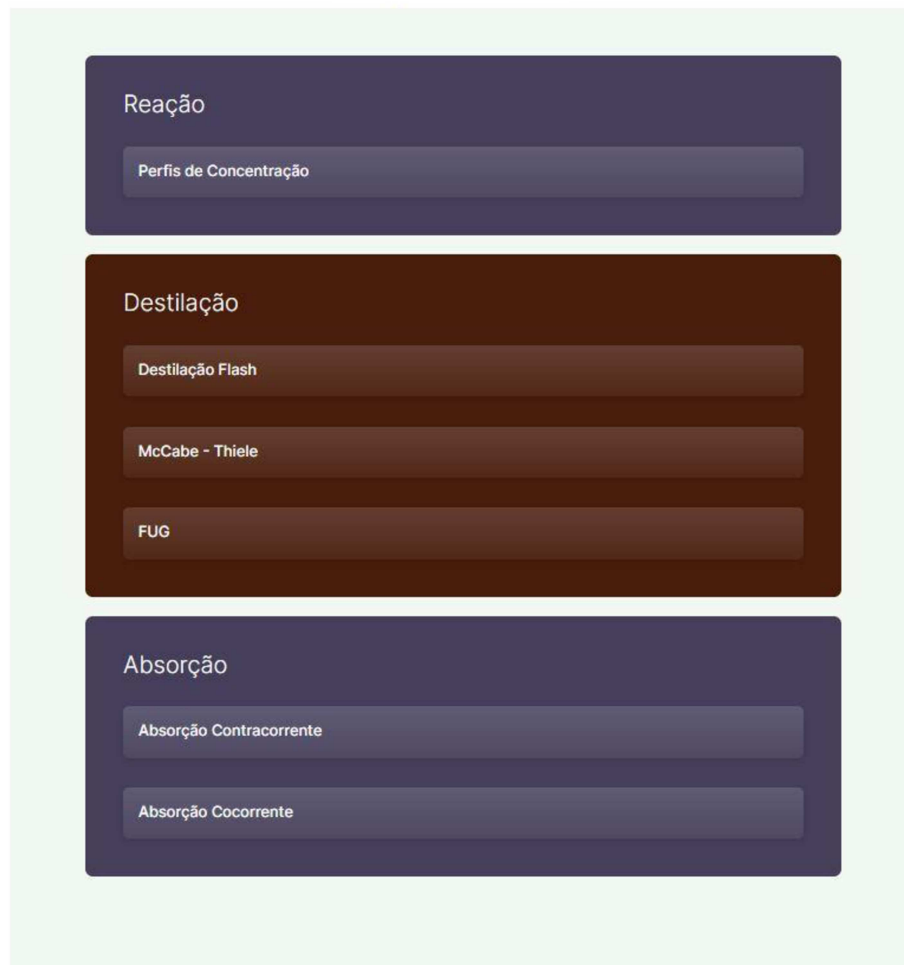 Reação
Perfis de Concentração
Destilação
Destilação Flash
McCabe - Thiele
FUG
Absorção
Absorção Contracorrente
Absorção Cocorrente